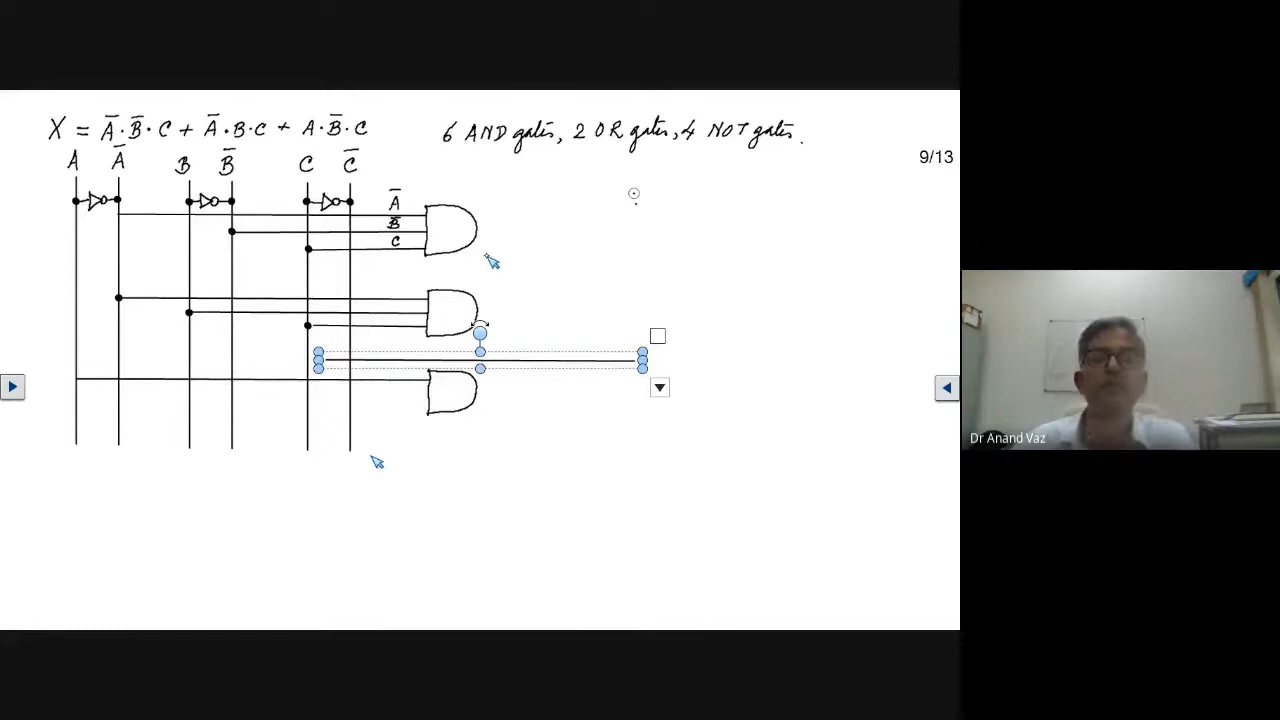 X = A̅·B̅·C + A̅·B·C + A·B̅·C
6 AND gates, 2 OR gates, 4 NOT gates.
9/13
A A̅ B B̅ C C̅
A̅
B̅
C
Dr Anand Vaz